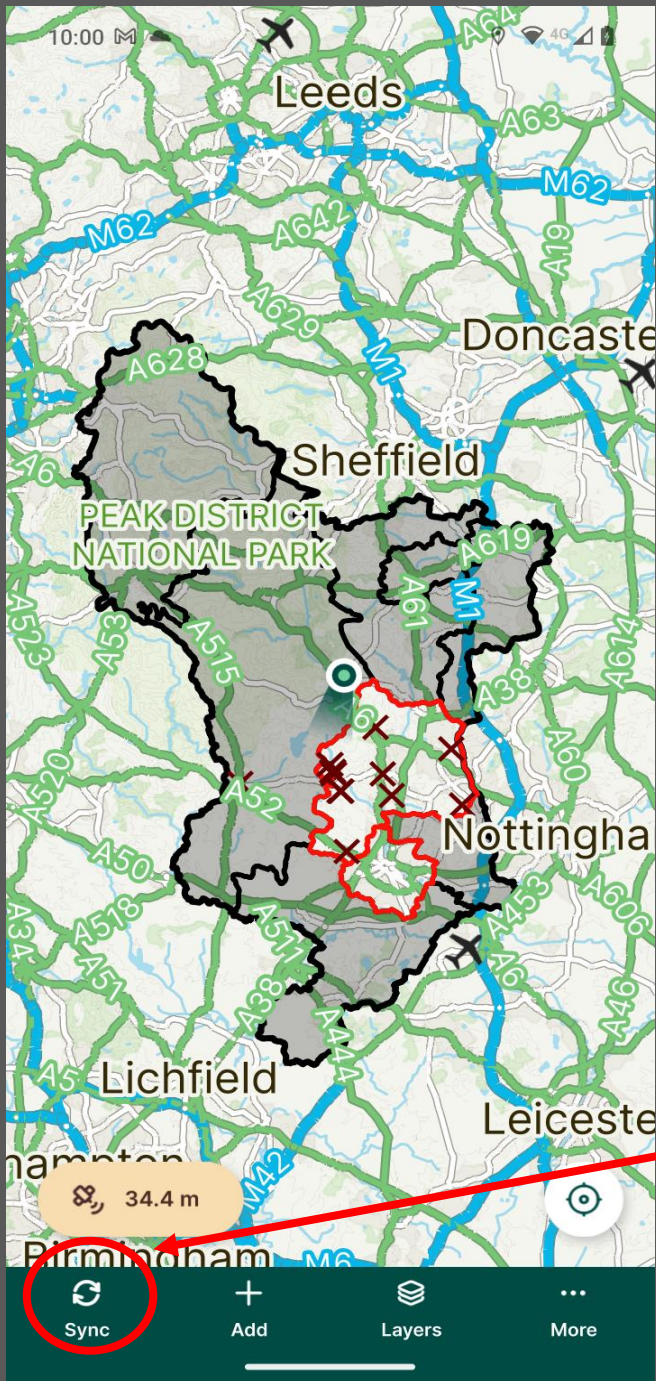 10:00
4G
A64
Leeds
A63
M62
M62
A642
A19
A629
Doncaste
M1
A628
Sheffield
A6
PEAK DISTRICT
NATIONAL PARK
A619
A61
M1
A523
A53
A515
A614
A38
A6
A60
A520
A52
Nottingha
A50
A453
A606
A34
A518
A511
A6
A51
A38
A46
A444
A5
Lichfield
Leiceste
hampton
M42
34.4 m
Birmingham
M6
Sync
Add
Layers
More